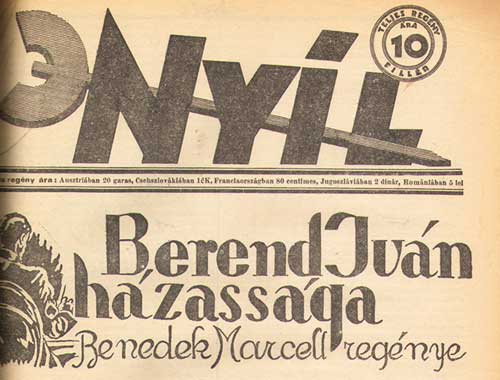 NYÍL
TELJES REGÉNY
ÁRA
10
FILLÉR
regény ára: Ausztriában 20 garas, Csehszlovákiában 1čK, Franciaországban 80 centimes, Jugoszláviában 2 dinár, Romániában 5 lei
Berend Iván
házassága
Benedek Marcell regénye